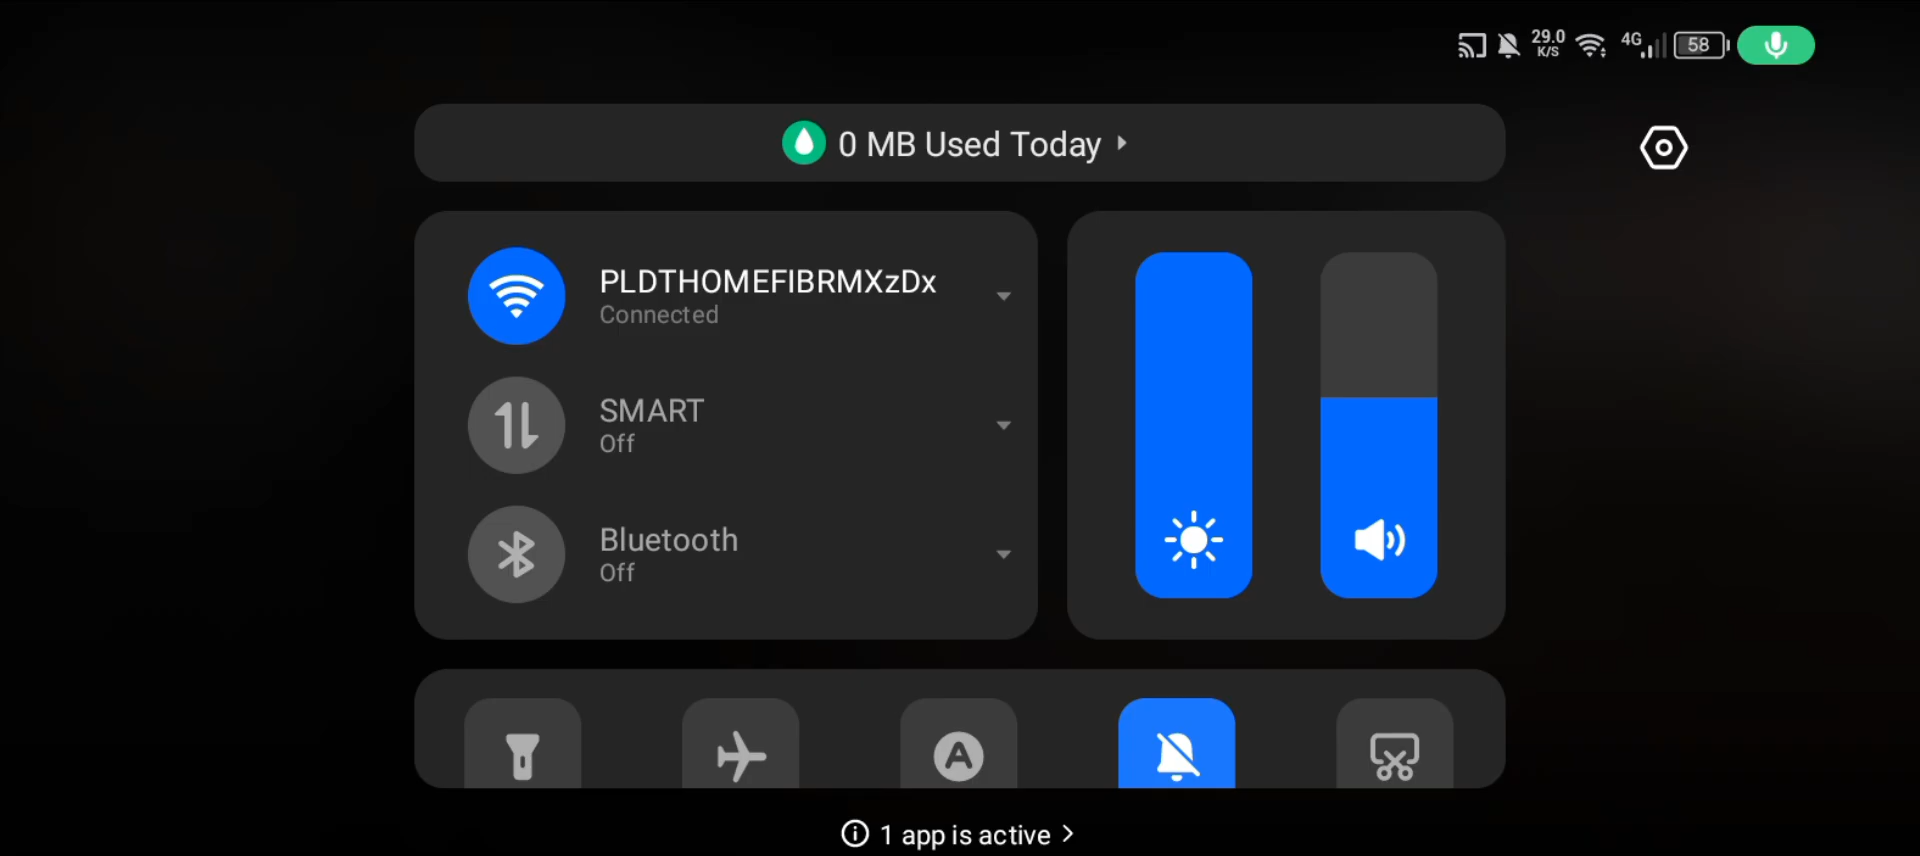 29.0
K/S
4G
58
0 MB Used Today
PLDTHOMEFIBRMXzDx
Connected
SMART
Off
Bluetooth
Off
A
1 app is active